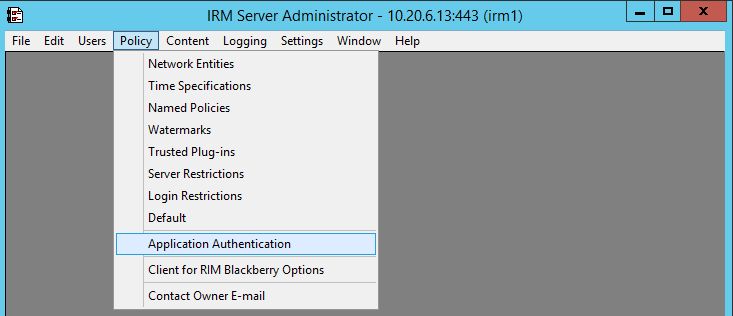 IRM Server Administrator - 10.20.6.13:443 (irm1)
File Edit Users Policy Content Logging Settings Window Help
Network Entities
Time Specifications
Named Policies
Watermarks
Trusted Plug-ins
Server Restrictions
Login Restrictions
Default
Application Authentication
Client for RIM Blackberry Options
Contact Owner E-mail